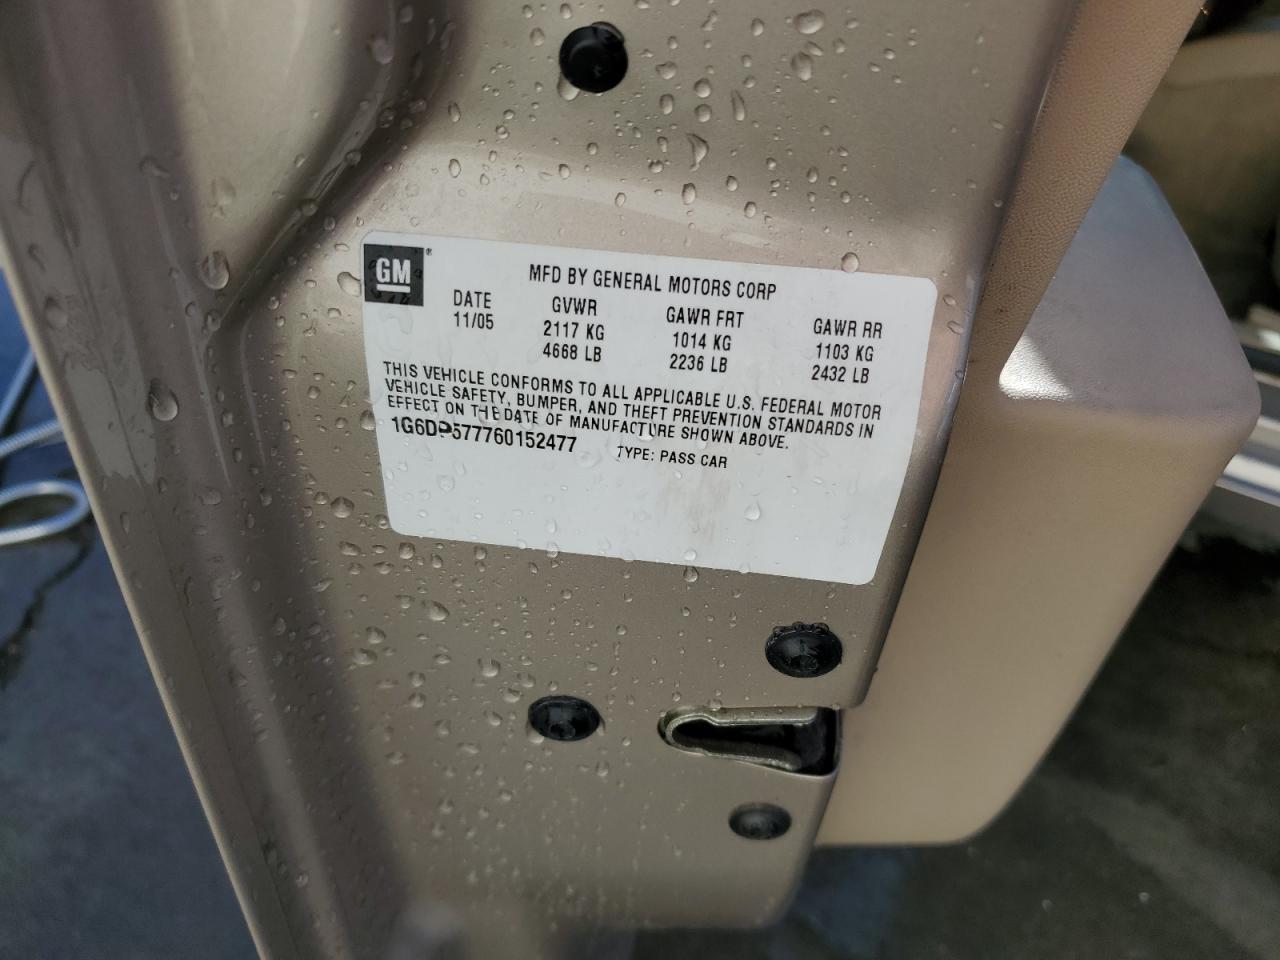 GM®
MFD BY GENERAL MOTORS CORP
DATE GVWR GAWR FRT GAWR RR
11/05 2117 KG 1014 KG 1103 KG
4668 LB 2236 LB 2432 LB
THIS VEHICLE CONFORMS TO ALL APPLICABLE U.S. FEDERAL MOTOR
VEHICLE SAFETY, BUMPER, AND THEFT PREVENTION STANDARDS IN
EFFECT ON THE DATE OF MANUFACTURE SHOWN ABOVE.
1G6DP577760152477 TYPE: PASS CAR